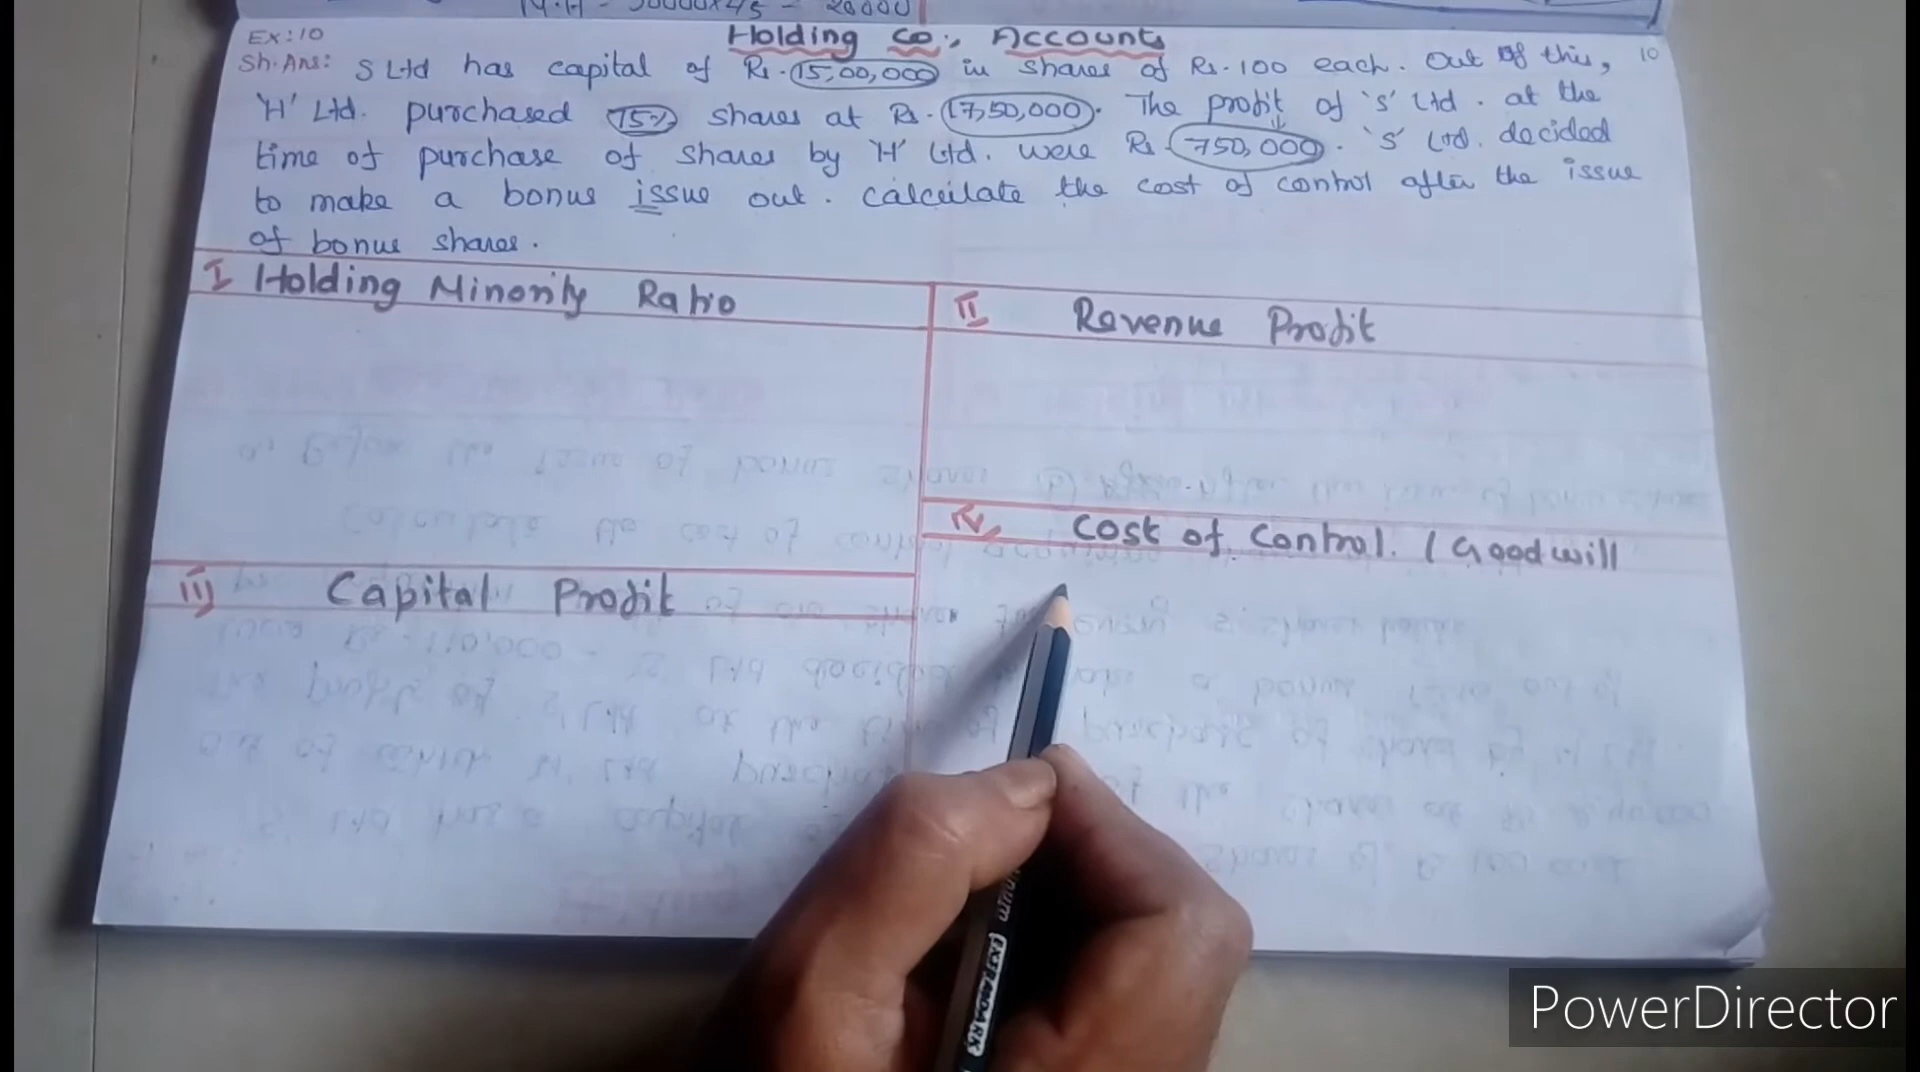 Ex:10
Holding Co., Accounts
10
Sh.Ans: S Ltd has capital of Rs. 15,00,000 in shares of Rs. 100 each. Out of this,
'H' Ltd. purchased 75% shares at Rs. 17,50,000. The profit of 'S' Ltd. at the
time of purchase of shares by 'H' Ltd. were Rs. 750,000. 'S' Ltd. decided
to make a bonus issue out. calculate the cost of control after the issue
of bonus shares.
I Holding Minority Ratio
II Revenue Profit
IV, Cost of Control. (Goodwill
III) Capital Profit
PowerDirector